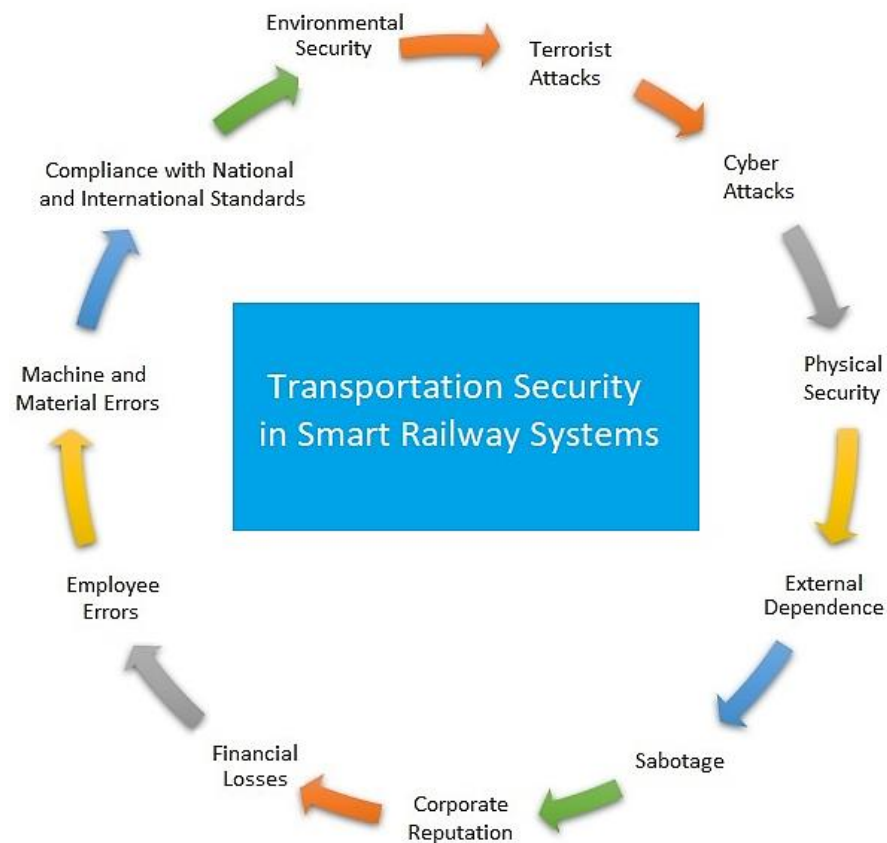 Environmental
Security
Terrorist
Attacks
Cyber
Attacks
Physical
Security
External
Dependence
Sabotage
Corporate
Reputation
Financial
Losses
Employee
Errors
Machine and
Material Errors
Compliance with National
and International Standards
Transportation Security
in Smart Railway Systems